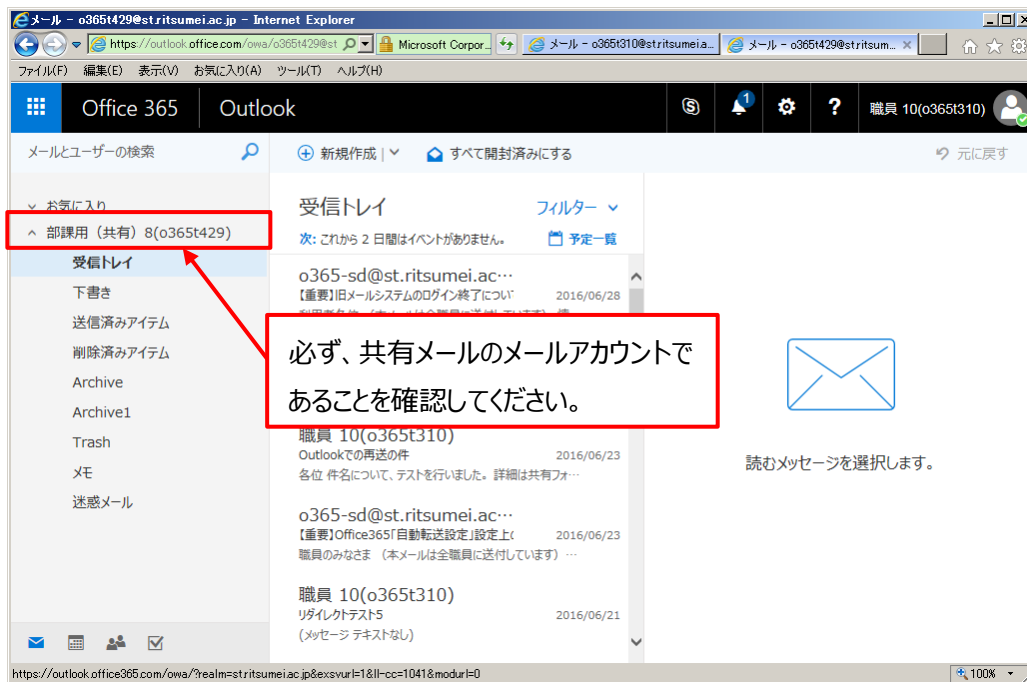 メール - o365t429@st.ritsumei.ac.jp - Internet Explorer
https://outlook.office.com/owa/o365t429@st
Microsoft Corpor...
メール - o365t310@stritsumei.a...
メール - o365t429@stritsum...
ファイル(F) 編集(E) 表示(V) お気に入り(A) ツール(T) ヘルプ(H)
Office 365 Outlook
1
?
職員 10(o365t310)
メールとユーザーの検索
新規作成 |
すべて開封済みにする
元に戻す
お気に入り
部課用（共有）8(o365t429)
受信トレイ
下書き
送信済みアイテム
削除済みアイテム
Archive
Archive1
Trash
メモ
迷惑メール
受信トレイ
フィルター
次: これから 2 日間はイベントがありません。
予定一覧
o365-sd@st.ritsumei.ac…
【重要】旧メールシステムのログイン終了につい
2016/06/28
必ず、共有メールのメールアカウントで
あることを確認してください。
職員 10(o365t310)
Outlookでの再送の件
2016/06/23
各位 件名について、テストを行いました。詳細は共有フォ…
o365-sd@st.ritsumei.ac…
【重要】Office365「自動転送設定」設定上の
2016/06/23
職員のみなさま （本メールは全職員に送付しています） …
職員 10(o365t310)
リダイレクトテスト5
2016/06/21
(メッセージ テキストなし)
読むメッセージを選択します。
https://outlook.office365.com/owa/?realm=st.ritsumei.ac.jp&exsvurl=1&ll-cc=1041&modurl=0
100%